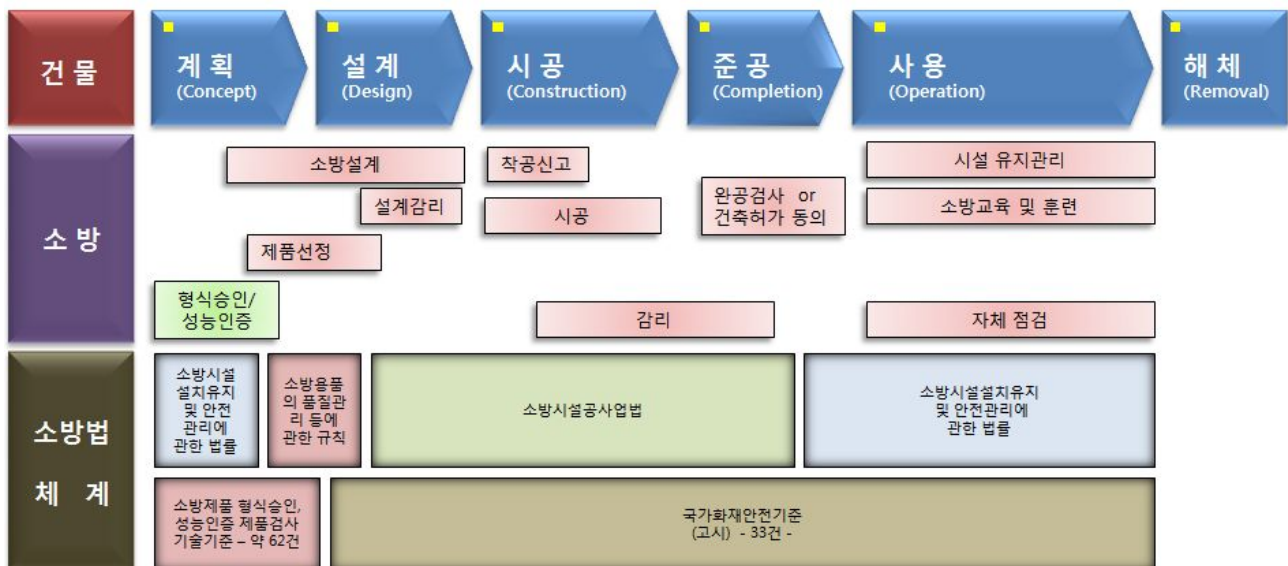 건 물
계 획
(Concept)
설 계
(Design)
시 공
(Construction)
준 공
(Completion)
사 용
(Operation)
해 체
(Removal)
소 방
소방설계
착공신고
시설 유지관리
설계감리
시공
완공검사 or
건축허가 동의
소방교육 및 훈련
제품선정
형식승인/
성능인증
감리
자체 점검
소방법
체 계
소방시설
설치유지
및 안전
관리에
관한 법률
소방용품
의 품질관
리 등에
관한 규칙
소방시설공사업법
소방시설설치유지
및 안전관리에
관한 법률
소방제품 형식승인,
성능인증 제품검사
기술기준 – 약 62건
국가화재안전기준
(고시) - 33건 -